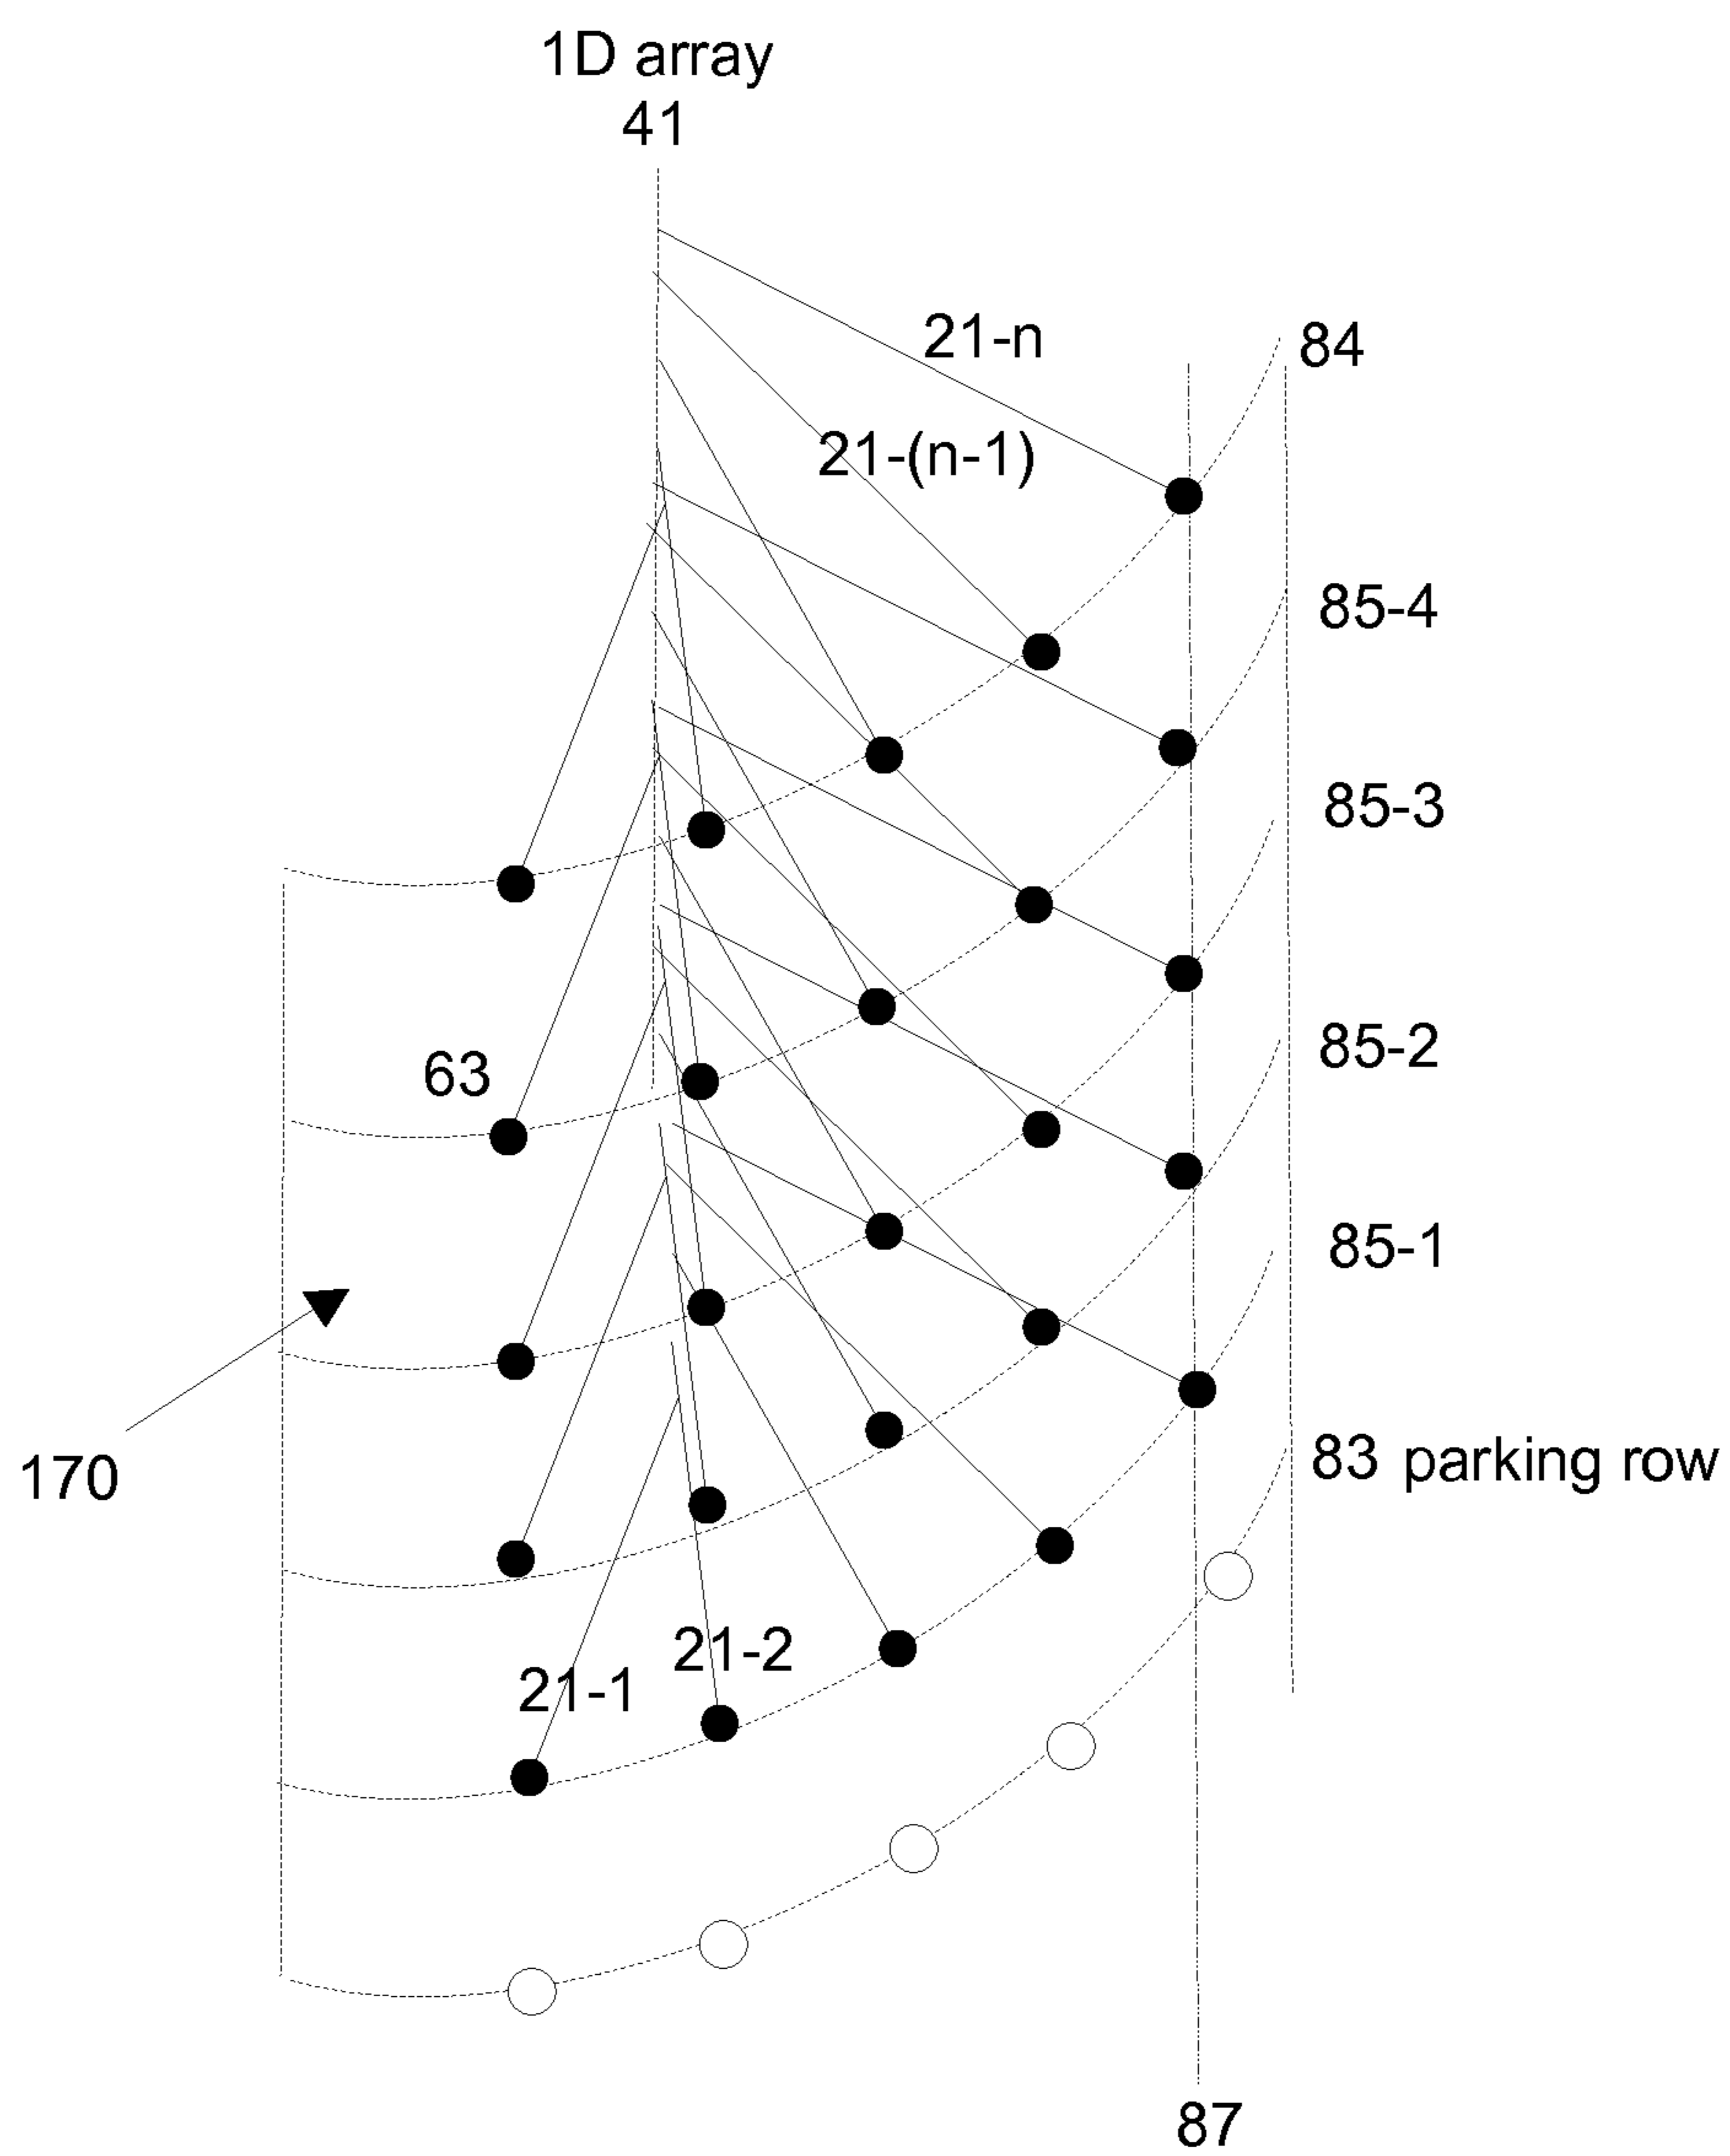 1D array
41
21-n
84
21-(n-1)
85-4
85-3
85-2
63
85-1
83 parking row
170
21-2
21-1
87